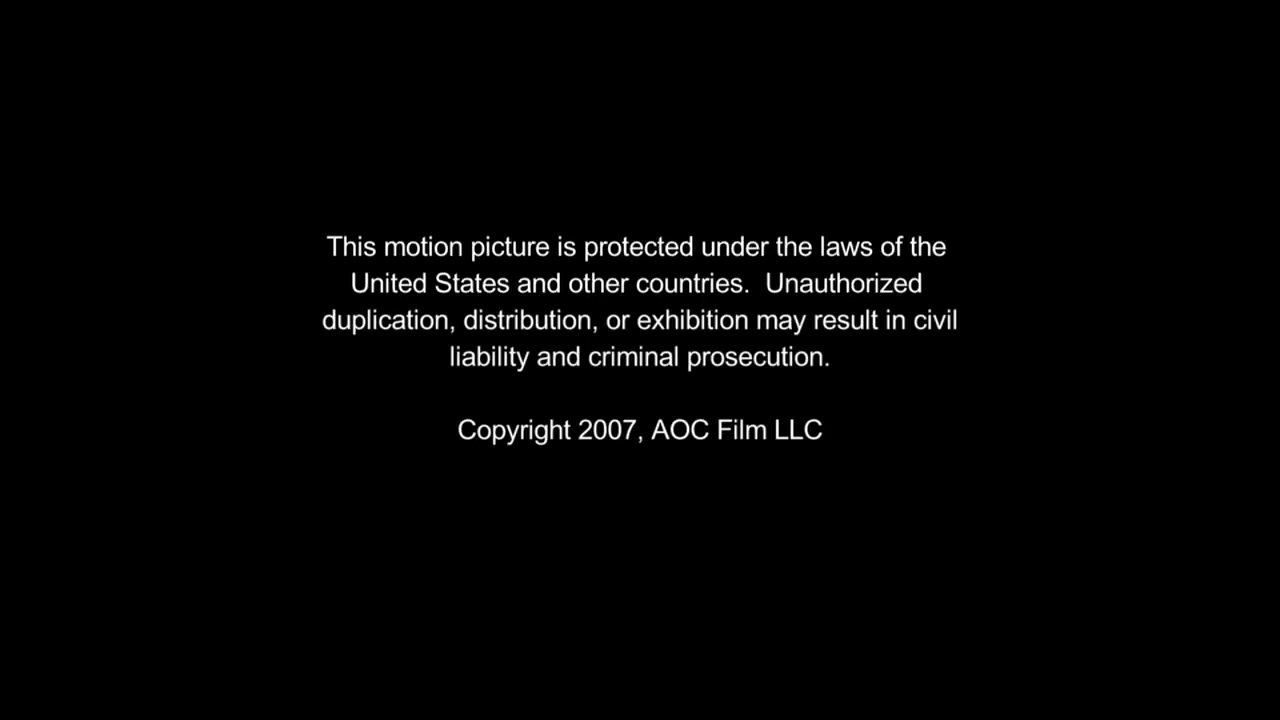 This motion picture is protected under the laws of the
United States and other countries.  Unauthorized
duplication, distribution, or exhibition may result in civil
liability and criminal prosecution.
Copyright 2007, AOC Film LLC